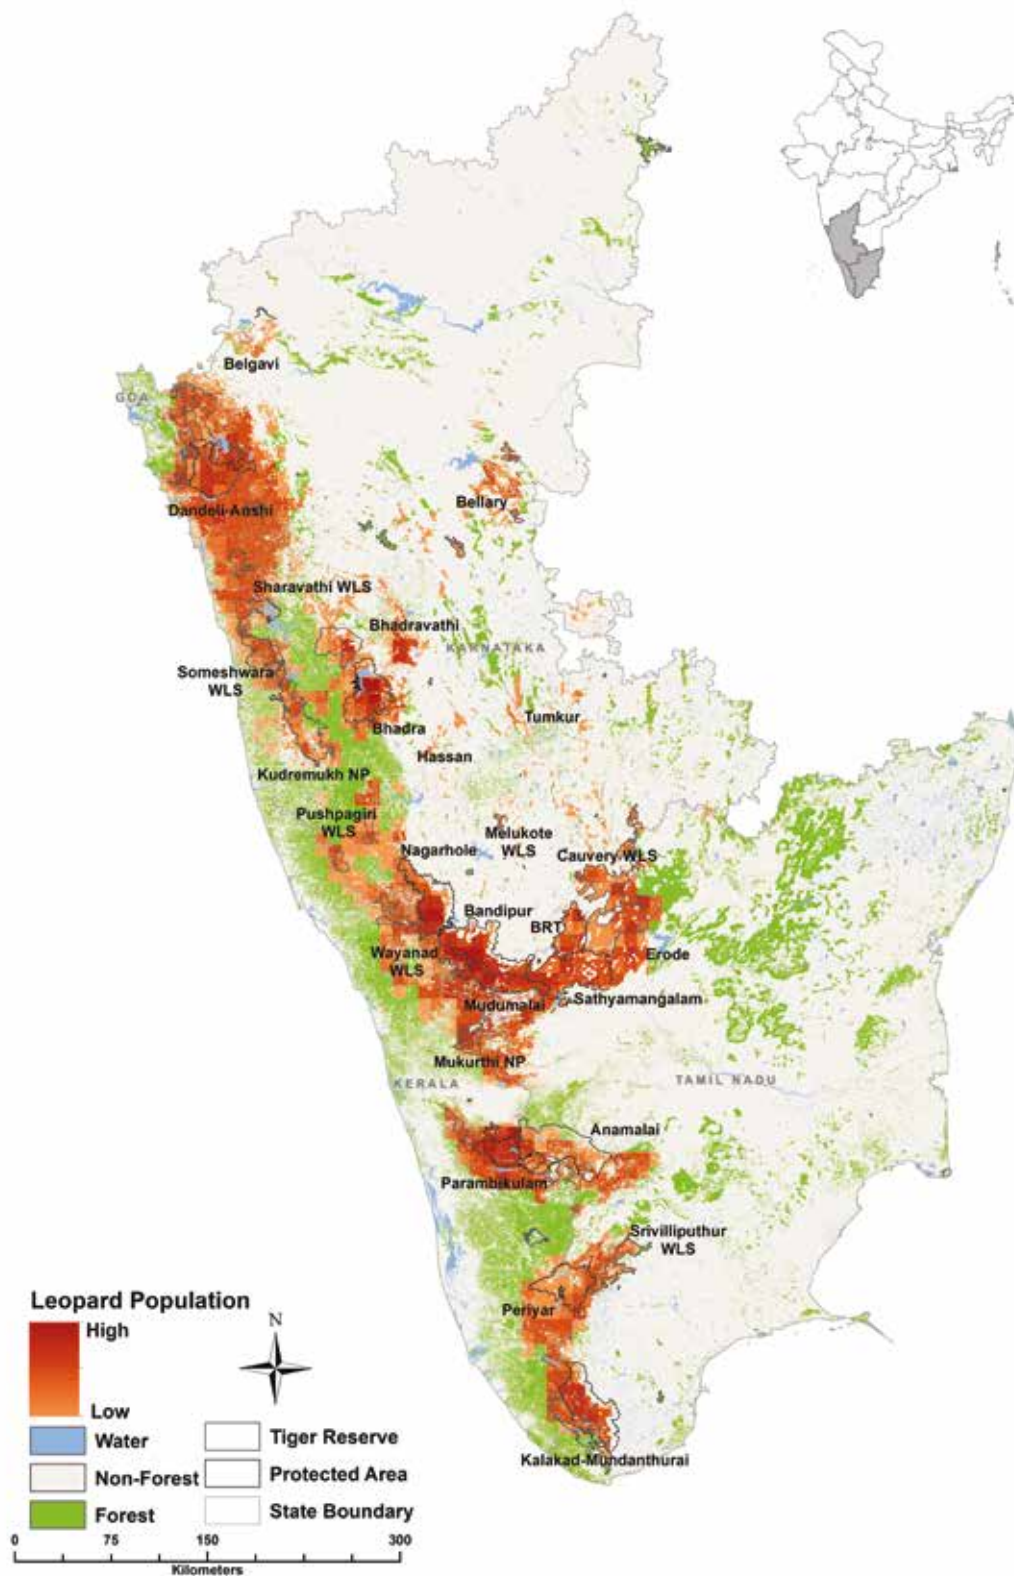 Belgavi
GOA
Bellary
Dandeli-Anshi
Sharavathi WLS
Bhadravathi
KARNATAKA
Someshwara
WLS
Tumkur
Bhadra
Hassan
Kudremukh NP
Pushpagiri
WLS
Melukote
WLS
Nagarhole
Cauvery WLS
Bandipur
BRT
Wayanad
WLS
Erode
Mudumalai
Sathyamangalam
Mukurthi NP
KERALA
TAMIL NADU
Anamalai
Parambikulam
Srivilliputhur
WLS
Periyar
Kalakad-Mundanthurai
Leopard Population
High
Low
N
Water
Non-Forest
Forest
Tiger Reserve
Protected Area
State Boundary
0 75 150 300
Kilometers